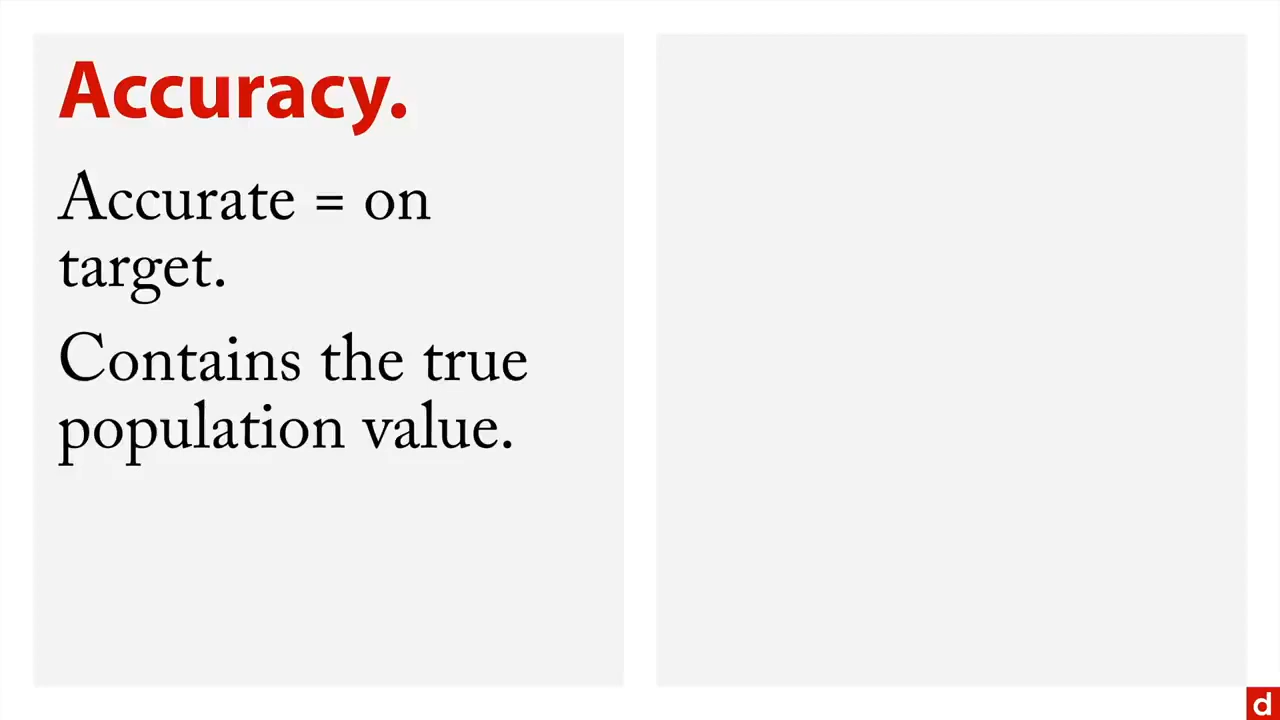 Accuracy.
Accurate = on
target.
Contains the true
population value.
d